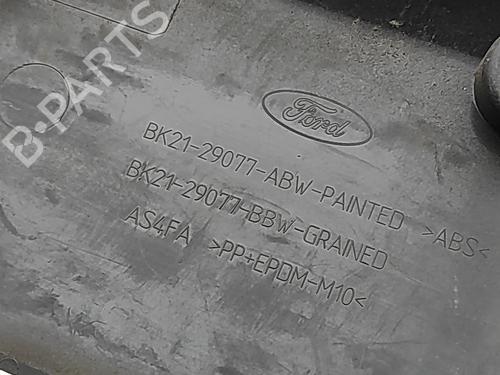 B-PARTS
Ford
BK21-29077-ABW-PAINTED >ABS<
BK21-29077-BBW-GRAINED
AS4FA >PP+EPDM-M10<